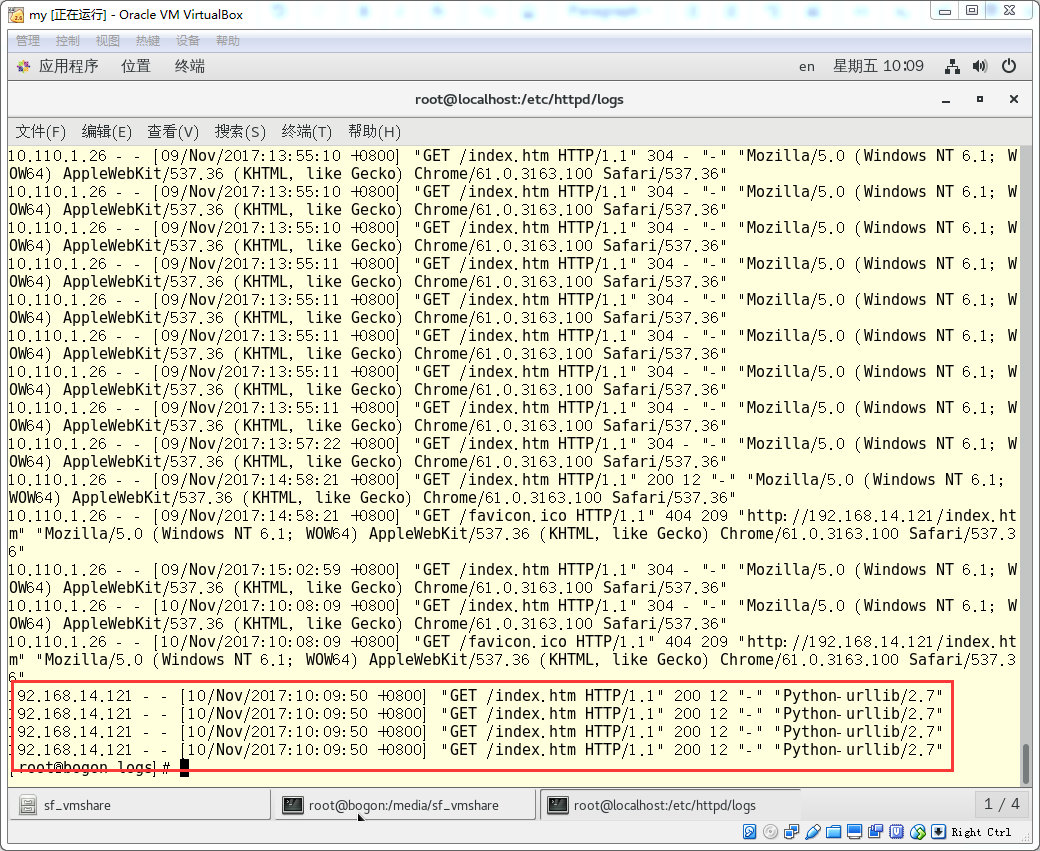 my [正在运行] - Oracle VM VirtualBox
管理 控制 视图 热键 设备 帮助
应用程序 位置 终端 en 星期五 10:09
root@localhost:/etc/httpd/logs
文件(F) 编辑(E) 查看(V) 搜索(S) 终端(T) 帮助(H)
10.110.1.26 - - [09/Nov/2017:13:55:10 +0800] "GET /index.htm HTTP/1.1" 304 - "-" "Mozilla/5.0 (Windows NT 6.1; W
OW64) AppleWebKit/537.36 (KHTML, like Gecko) Chrome/61.0.3163.100 Safari/537.36"
10.110.1.26 - - [09/Nov/2017:13:55:10 +0800] "GET /index.htm HTTP/1.1" 304 - "-" "Mozilla/5.0 (Windows NT 6.1; W
OW64) AppleWebKit/537.36 (KHTML, like Gecko) Chrome/61.0.3163.100 Safari/537.36"
10.110.1.26 - - [09/Nov/2017:13:55:10 +0800] "GET /index.htm HTTP/1.1" 304 - "-" "Mozilla/5.0 (Windows NT 6.1; W
OW64) AppleWebKit/537.36 (KHTML, like Gecko) Chrome/61.0.3163.100 Safari/537.36"
10.110.1.26 - - [09/Nov/2017:13:55:11 +0800] "GET /index.htm HTTP/1.1" 304 - "-" "Mozilla/5.0 (Windows NT 6.1; W
OW64) AppleWebKit/537.36 (KHTML, like Gecko) Chrome/61.0.3163.100 Safari/537.36"
10.110.1.26 - - [09/Nov/2017:13:55:11 +0800] "GET /index.htm HTTP/1.1" 304 - "-" "Mozilla/5.0 (Windows NT 6.1; W
OW64) AppleWebKit/537.36 (KHTML, like Gecko) Chrome/61.0.3163.100 Safari/537.36"
10.110.1.26 - - [09/Nov/2017:13:55:11 +0800] "GET /index.htm HTTP/1.1" 304 - "-" "Mozilla/5.0 (Windows NT 6.1; W
OW64) AppleWebKit/537.36 (KHTML, like Gecko) Chrome/61.0.3163.100 Safari/537.36"
10.110.1.26 - - [09/Nov/2017:13:55:11 +0800] "GET /index.htm HTTP/1.1" 304 - "-" "Mozilla/5.0 (Windows NT 6.1; W
OW64) AppleWebKit/537.36 (KHTML, like Gecko) Chrome/61.0.3163.100 Safari/537.36"
10.110.1.26 - - [09/Nov/2017:13:55:11 +0800] "GET /index.htm HTTP/1.1" 304 - "-" "Mozilla/5.0 (Windows NT 6.1; W
OW64) AppleWebKit/537.36 (KHTML, like Gecko) Chrome/61.0.3163.100 Safari/537.36"
10.110.1.26 - - [09/Nov/2017:13:57:22 +0800] "GET /index.htm HTTP/1.1" 304 - "-" "Mozilla/5.0 (Windows NT 6.1; W
OW64) AppleWebKit/537.36 (KHTML, like Gecko) Chrome/61.0.3163.100 Safari/537.36"
10.110.1.26 - - [09/Nov/2017:14:58:21 +0800] "GET /index.htm HTTP/1.1" 200 12 "-" "Mozilla/5.0 (Windows NT 6.1;
WOW64) AppleWebKit/537.36 (KHTML, like Gecko) Chrome/61.0.3163.100 Safari/537.36"
10.110.1.26 - - [09/Nov/2017:14:58:21 +0800] "GET /favicon.ico HTTP/1.1" 404 209 "http://192.168.14.121/index.ht
m" "Mozilla/5.0 (Windows NT 6.1; WOW64) AppleWebKit/537.36 (KHTML, like Gecko) Chrome/61.0.3163.100 Safari/537.3
6"
10.110.1.26 - - [09/Nov/2017:15:02:59 +0800] "GET /index.htm HTTP/1.1" 304 - "-" "Mozilla/5.0 (Windows NT 6.1; W
OW64) AppleWebKit/537.36 (KHTML, like Gecko) Chrome/61.0.3163.100 Safari/537.36"
10.110.1.26 - - [10/Nov/2017:10:08:09 +0800] "GET /index.htm HTTP/1.1" 304 - "-" "Mozilla/5.0 (Windows NT 6.1; W
OW64) AppleWebKit/537.36 (KHTML, like Gecko) Chrome/61.0.3163.100 Safari/537.36"
10.110.1.26 - - [10/Nov/2017:10:08:09 +0800] "GET /favicon.ico HTTP/1.1" 404 209 "http://192.168.14.121/index.ht
m" "Mozilla/5.0 (Windows NT 6.1; WOW64) AppleWebKit/537.36 (KHTML, like Gecko) Chrome/61.0.3163.100 Safari/537.3
6"
192.168.14.121 - - [10/Nov/2017:10:09:50 +0800] "GET /index.htm HTTP/1.1" 200 12 "-" "Python-urllib/2.7"
192.168.14.121 - - [10/Nov/2017:10:09:50 +0800] "GET /index.htm HTTP/1.1" 200 12 "-" "Python-urllib/2.7"
192.168.14.121 - - [10/Nov/2017:10:09:50 +0800] "GET /index.htm HTTP/1.1" 200 12 "-" "Python-urllib/2.7"
192.168.14.121 - - [10/Nov/2017:10:09:50 +0800] "GET /index.htm HTTP/1.1" 200 12 "-" "Python-urllib/2.7"
[root@bogon logs]#
sf_vmshare root@bogon:/media/sf_vmshare root@localhost:/etc/httpd/logs 1 / 4
Right Ctrl